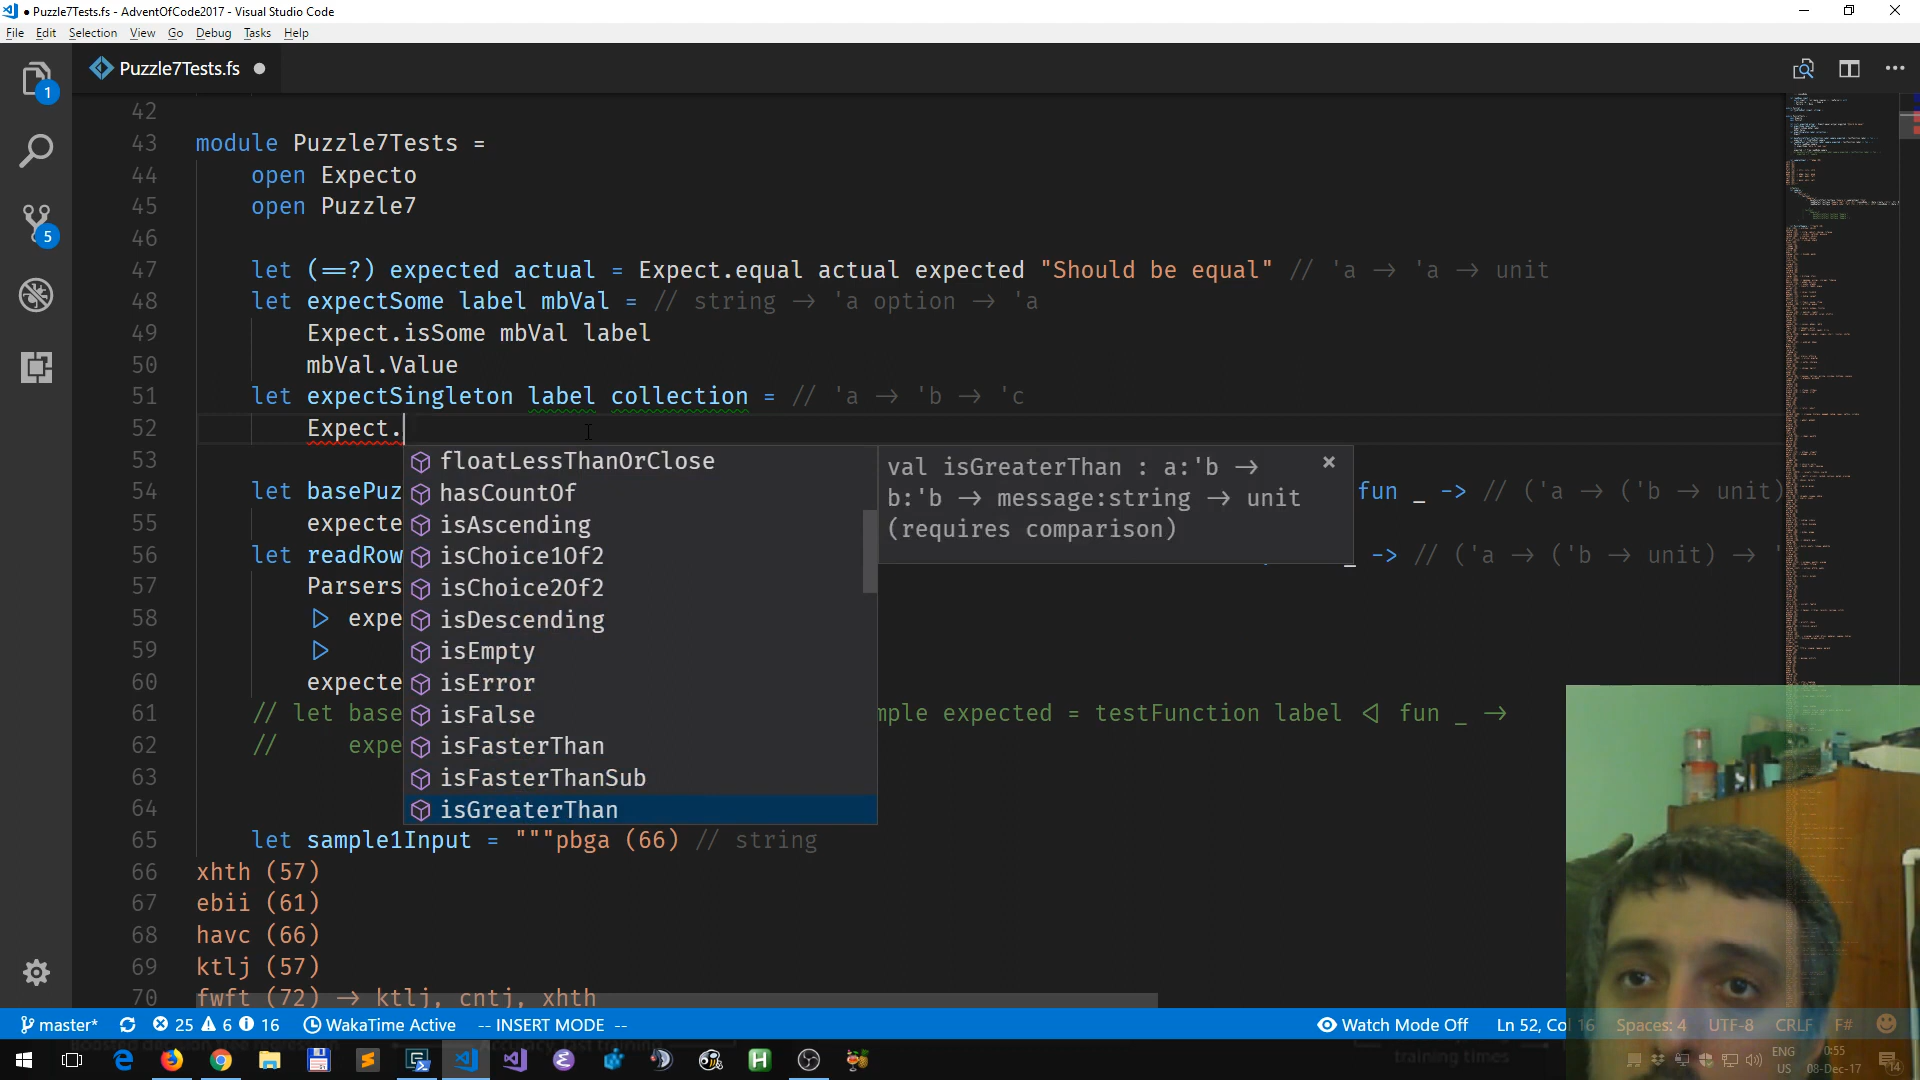 Puzzle7Tests.fs - AdventOfCode2017 - Visual Studio Code
File Edit Selection View Go Debug Tasks Help
Puzzle7Tests.fs
1
5
42
43 module Puzzle7Tests =
44 open Expecto
45 open Puzzle7
46
47 let (==?) expected actual = Expect.equal actual expected "Should be equal" // 'a -> 'a -> unit
48 let expectSome label mbVal = // string -> 'a option -> 'a
49 Expect.isSome mbVal label
50 mbVal.Value
51 let expectSingleton label collection = // 'a -> 'b -> 'c
52 Expect.
53
54 let basePuz fun _ -> // ('a -> ('b -> unit)
55 expecte
56 let readRow _ -> // ('a -> ('b -> unit) -> '
57 Parsers
58 |> expe
59 |>
60 expecte
61 // let base mple expected = testFunction label <| fun _ ->
62 // expe
63
64
65 let sample1Input = """pbga (66) // string
66 xhth (57)
67 ebii (61)
68 havc (66)
69 ktlj (57)
70 fwft (72) -> ktlj, cntj, xhth
floatLessThanOrClose
hasCountOf
isAscending
isChoice1Of2
isChoice2Of2
isDescending
isEmpty
isError
isFalse
isFasterThan
isFasterThanSub
isGreaterThan
val isGreaterThan : a:'b ->
b:'b -> message:string -> unit
(requires comparison)
master* 25 6 16 WakaTime Active -- INSERT MODE -- Watch Mode Off Ln 52, Col 16 Spaces: 4 UTF-8 CRLF F#
training times
ENG
US
0:55
08-Dec-17
14